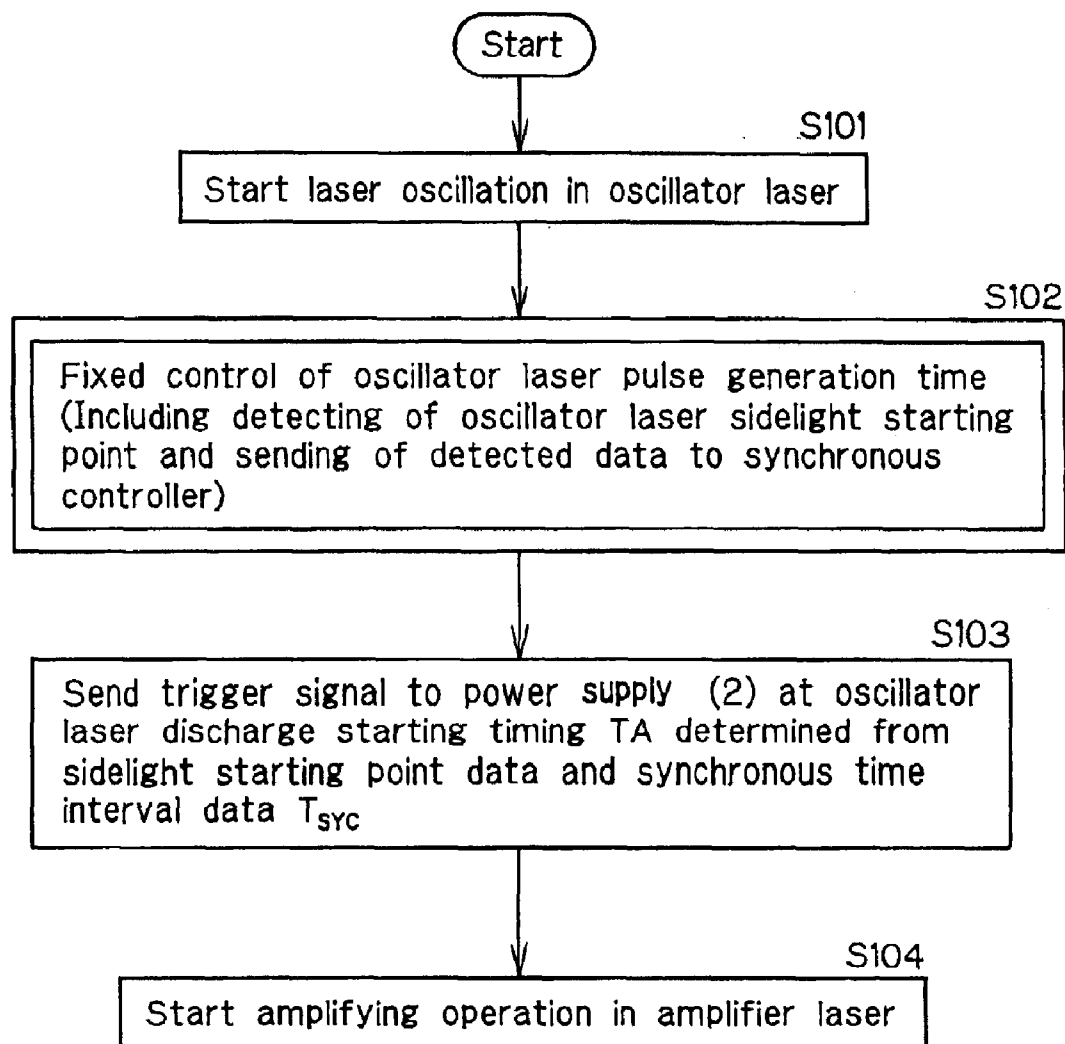 Start
S101
Start laser oscillation in oscillator laser
S102
Fixed control of oscillator laser pulse generation time
(Including detecting of oscillator laser sidelight starting
point and sending of detected data to synchronous
controller)
S103
Send trigger signal to power supply (2) at oscillator
laser discharge starting timing TA determined from
sidelight starting point data and synchronous time
interval data TSYC
S104
Start amplifying operation in amplifier laser